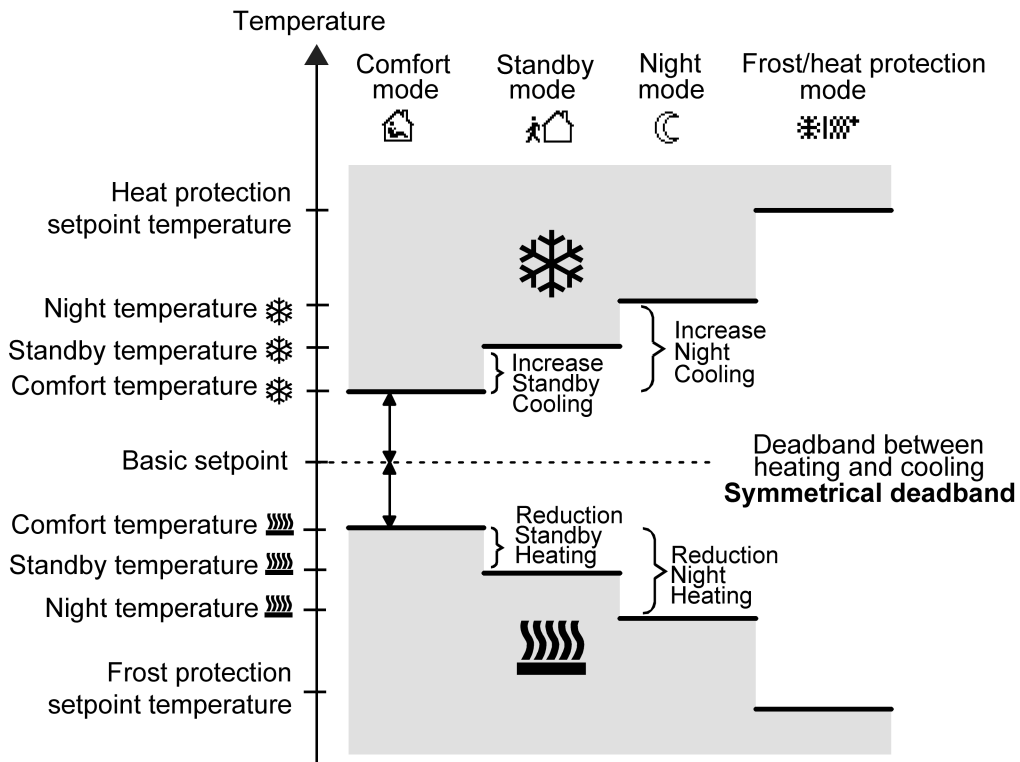 Temperature
Comfort
mode
Standby
mode
Night
mode
Frost/heat protection
mode
Heat protection
setpoint temperature
Night temperature
Standby temperature
Comfort temperature
Increase
Standby
Cooling
Increase
Night
Cooling
Basic setpoint
Deadband between
heating and cooling
Symmetrical deadband
Comfort temperature
Standby temperature
Night temperature
Reduction
Standby
Heating
Reduction
Night
Heating
Frost protection
setpoint temperature